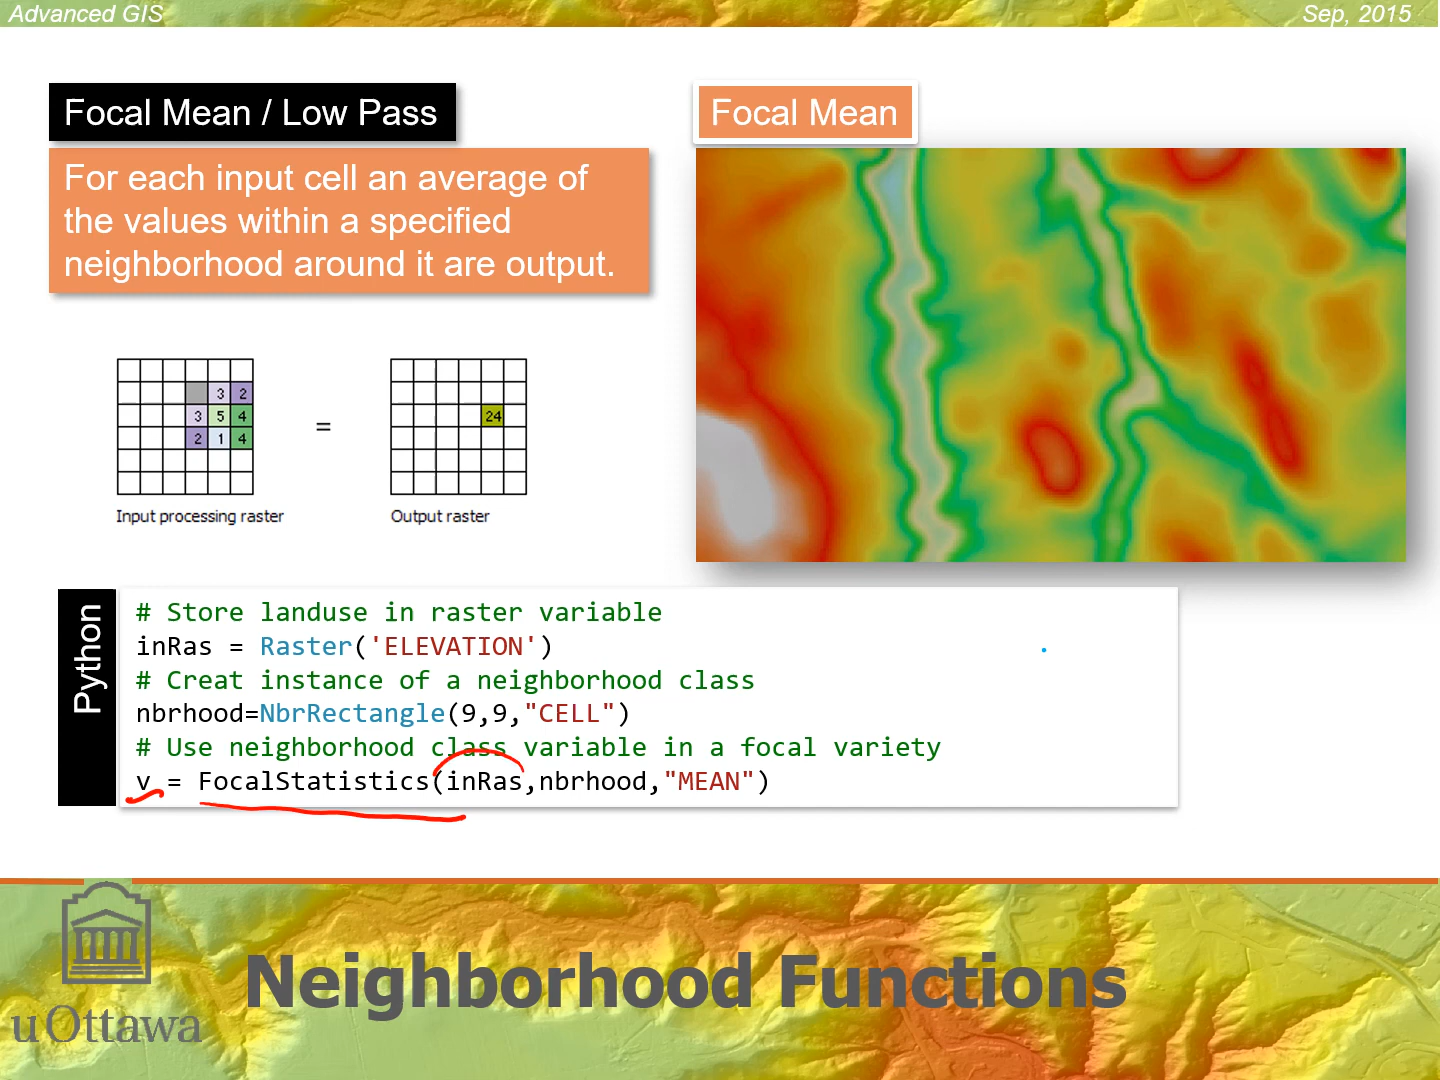 Advanced GIS
Sep, 2015
Focal Mean / Low Pass
For each input cell an average of
the values within a specified
neighborhood around it are output.
Focal Mean
3 2
3 5 4
2 1 4
=
24
Input processing raster
Output raster
Python
# Store landuse in raster variable
inRas = Raster('ELEVATION')
# Creat instance of a neighborhood class
nbrhood=NbrRectangle(9,9,"CELL")
# Use neighborhood class variable in a focal variety
v = FocalStatistics(inRas,nbrhood,"MEAN")
uOttawa
Neighborhood Functions